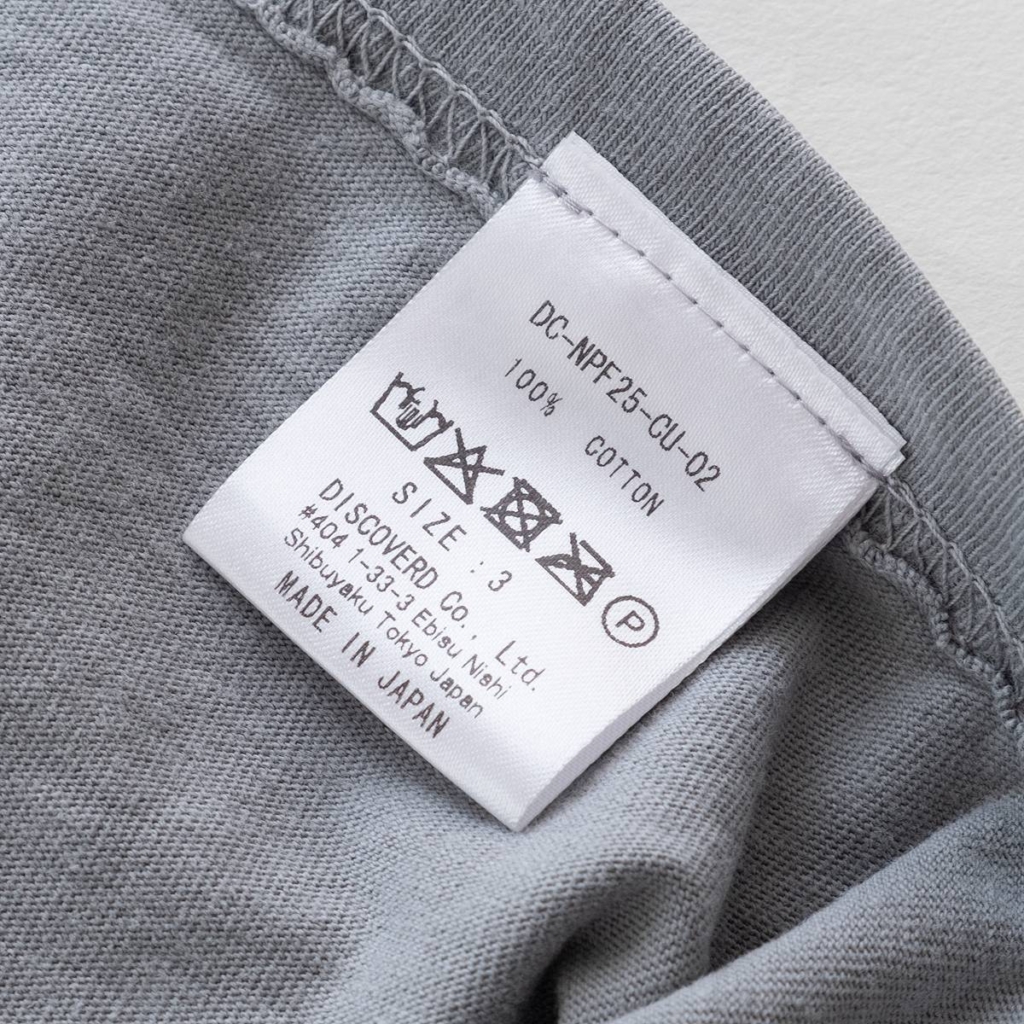 DC-NPF25-CU-02
100% COTTON
P
SIZE : 3
DISCOVERD Co., Ltd.
#404 1-33-3 Ebisu Nishi
Shibuyaku Tokyo Japan
MADE IN JAPAN